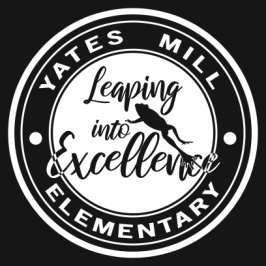 YATES MILL
Leaping
into
Excellence
ELEMENTARY